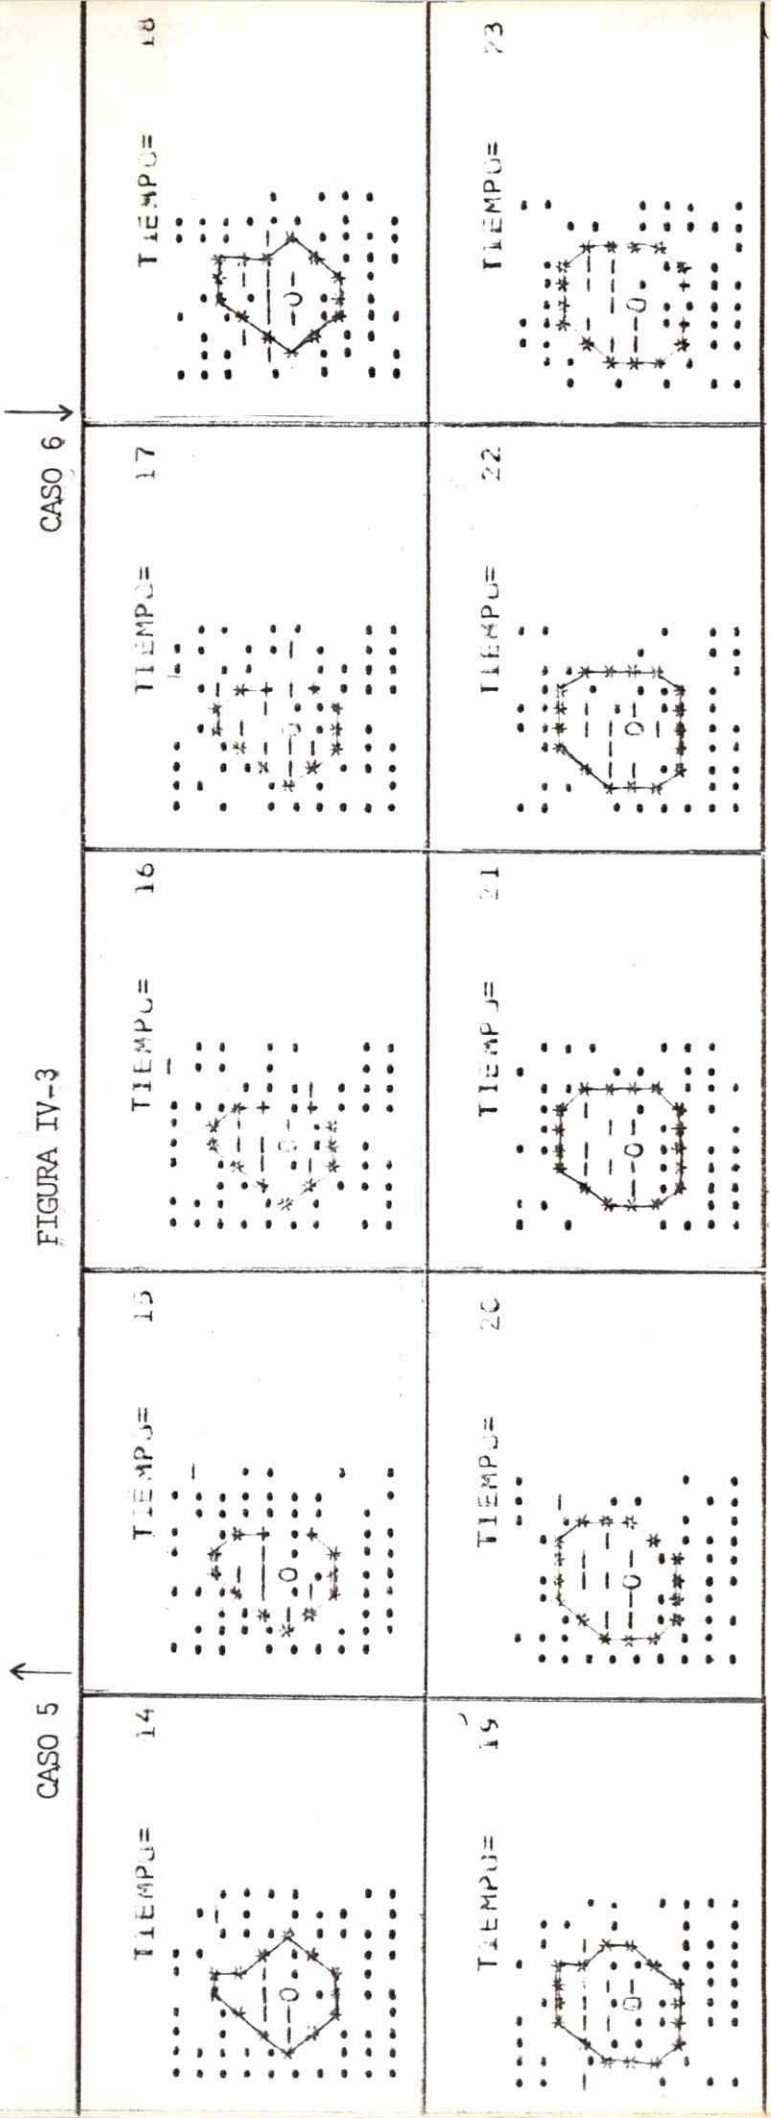 FIGURA IV-3
CASO 5
CASO 6
TIEMPO= 14
TIEMPO= 15
TIEMPO= 16
TIEMPO= 17
TIEMPO= 18
TIEMPO= 19
TIEMPO= 20
TIEMPO= 21
TIEMPO= 22
TIEMPO= 23